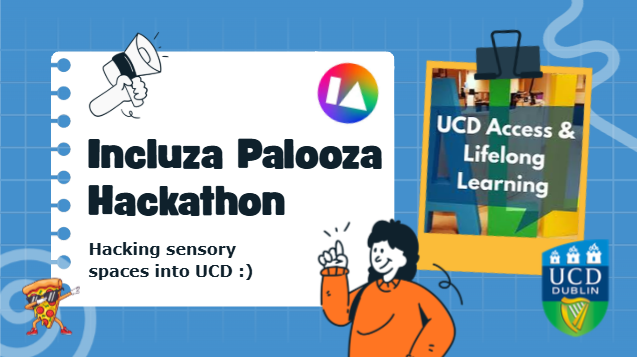 Incluza Palooza
Hackathon
Hacking sensory
spaces into UCD :)
UCD Access &
Lifelong
Learning
UCD
DUBLIN